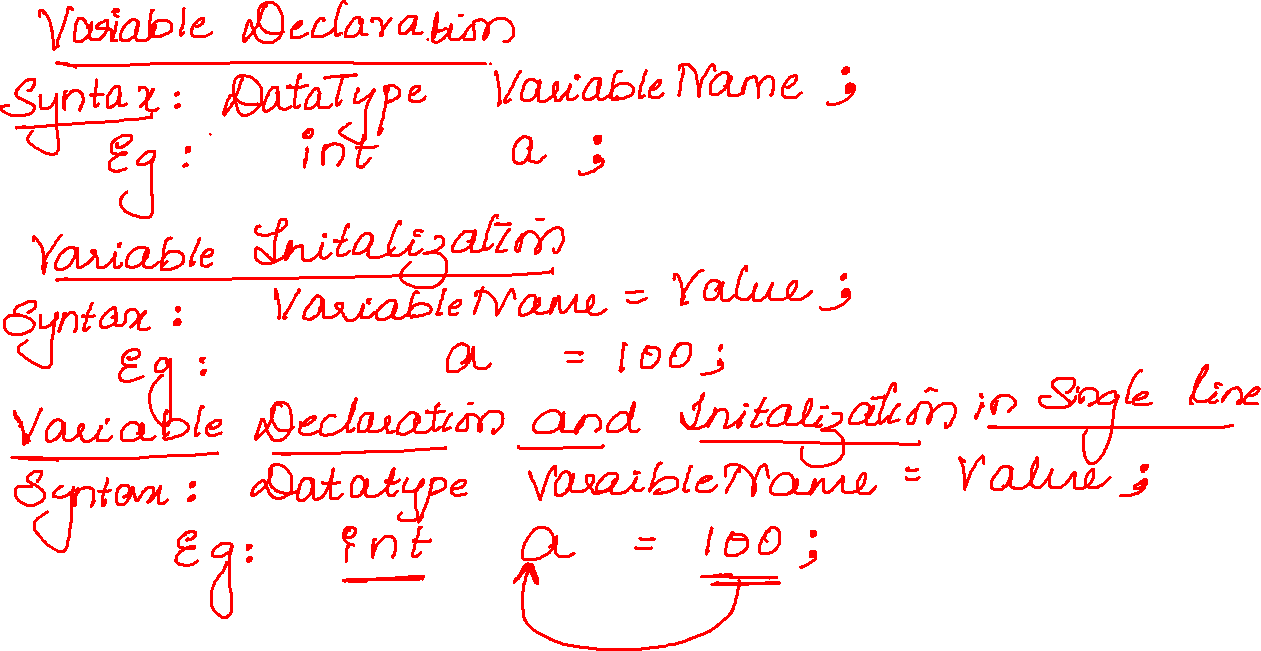 Variable Declaration
Syntax: DataType VariableName ;
Eg: int a ;
Variable Initalization
Syntax: VariableName = Value ;
Eg: a = 100 ;
Variable Declaration and Initalization in Single line
Syntax: Datatype VaraibleName = Value ;
Eg: int a = 100 ;